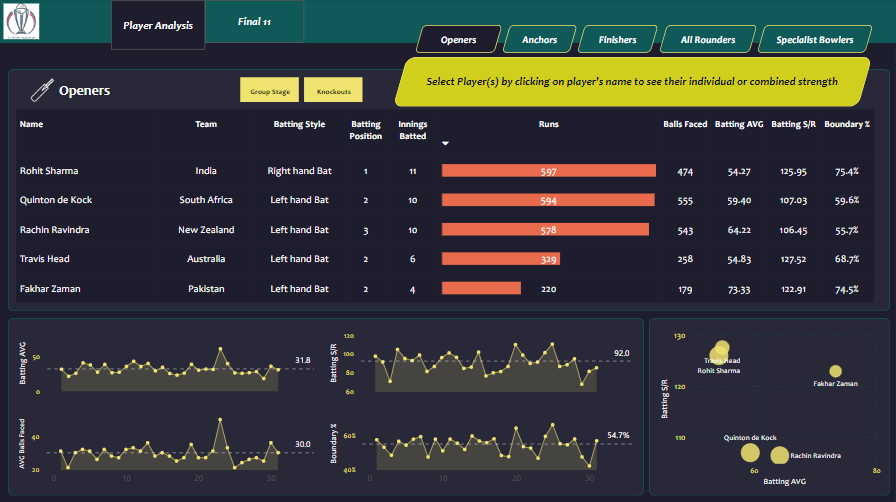 Player Analysis
Final 11
Openers
Anchors
Finishers
All Rounders
Specialist Bowlers
Select Player(s) by clicking on player's name to see their individual or combined strength
Openers
Group Stage
Knockouts
Name Team Batting Style Batting Position Innings Batted Runs Balls Faced Batting AVG Batting S/R Boundary %
Rohit Sharma India Right hand Bat 1 11 597 474 54.27 125.95 75.4%
Quinton de Kock South Africa Left hand Bat 2 10 594 555 59.40 107.03 59.6%
Rachin Ravindra New Zealand Left hand Bat 3 10 578 543 64.22 106.45 55.7%
Travis Head Australia Left hand Bat 2 6 329 258 54.83 127.52 68.7%
Fakhar Zaman Pakistan Left hand Bat 2 4 220 179 73.33 122.91 74.5%
Batting AVG
50
0
31.8
Batting S/R
120
100
80
60
92.0
AVG Balls Faced
40
20
30.0
0 10 20 30
Boundary %
60%
40%
54.7%
0 10 20 30
Batting S/R
130
120
110
Travis Head
Rohit Sharma
Fakhar Zaman
Quinton de Kock
Rachin Ravindra
60 80
Batting AVG